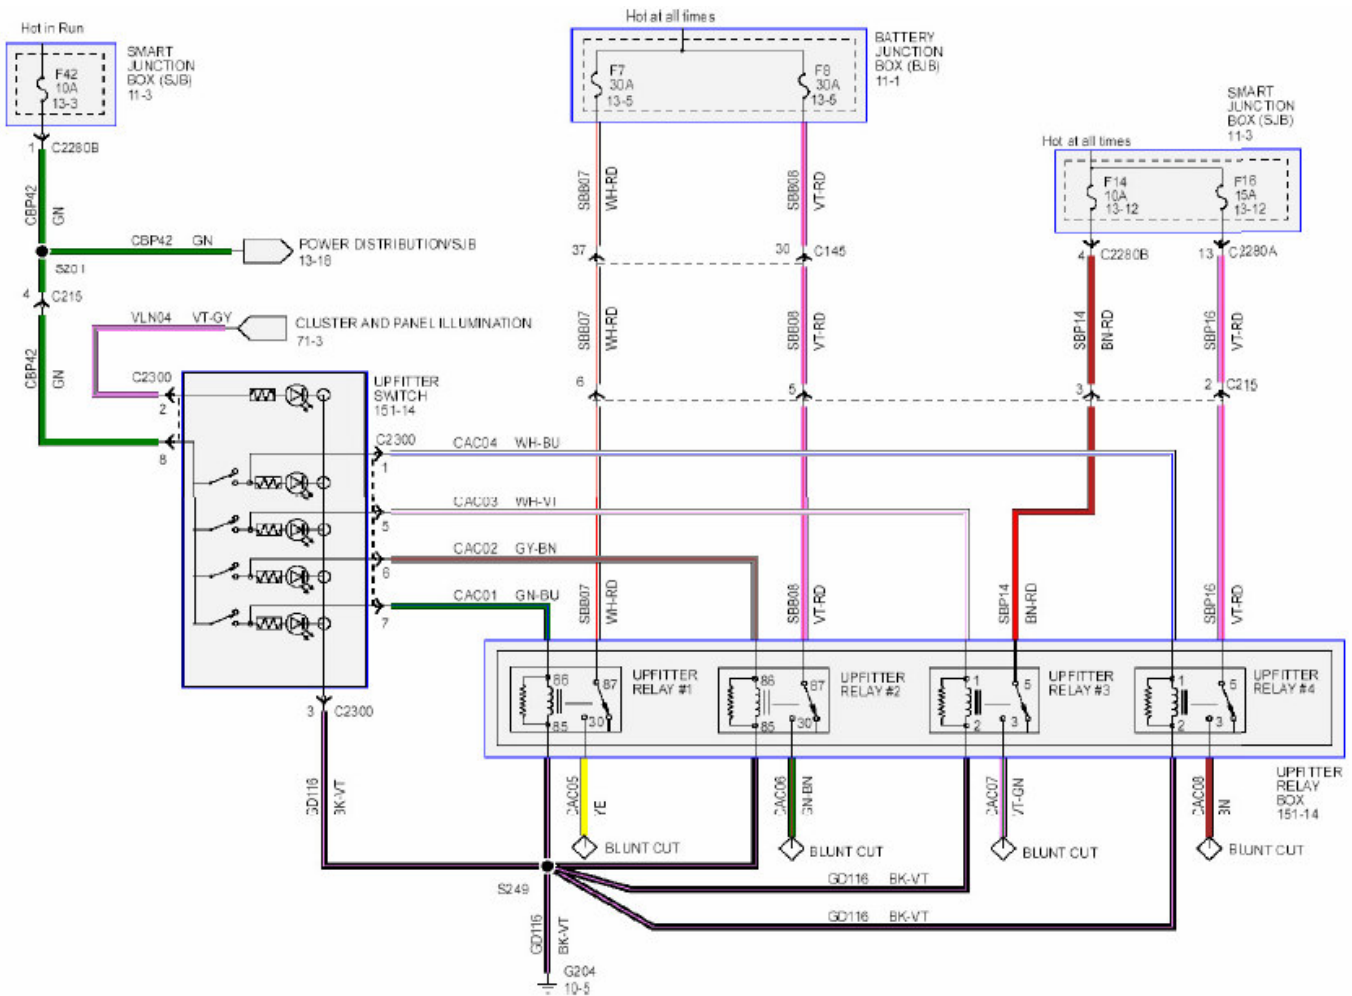 Hot in Run
SMART
JUNCTION
BOX (SJB)
11-3
F42
10A
13-3
1
C2280B
CBP42
GN
CBP42 GN
POWER DISTRIBUTION/SJB
13-18
S201
4
C215
VLN04 VT-GY
CLUSTER AND PANEL ILLUMINATION
71-3
CBP42
GN
C2300
2
8
UPFITTER
SWITCH
151-14
C2300
1
5
6
7
3
C2300
Hot at all times
BATTERY
JUNCTION
BOX (BJB)
11-1
F7
30A
13-5
F8
30A
13-5
SBB07
WH-RD
SBB08
VT-RD
37
30
C145
SBB07
WH-RD
SBB08
VT-RD
6
5
Hot at all times
SMART
JUNCTION
BOX (SJB)
11-3
F14
10A
13-12
F16
15A
13-12
4
C2280B
13
C2280A
SBP14
BN-RD
SBP16
VT-RD
3
2
C215
CAC04 WH-BU
CAC03 WH-VT
CAC02 GY-BN
CAC01 GN-BU
SBB07
WH-RD
SBB08
VT-RD
SBP14
BN-RD
SBP16
VT-RD
86
87
85
30
UPFITTER
RELAY #1
86
87
85
30
UPFITTER
RELAY #2
1
5
2
3
UPFITTER
RELAY #3
1
5
2
3
UPFITTER
RELAY #4
UPFITTER
RELAY
BOX
151-14
GD116
BK-VT
CAC05
YE
BLUNT CUT
CAC06
GN-BN
BLUNT CUT
CAC07
VT-GN
BLUNT CUT
CAC08
BN
BLUNT CUT
S249
GD116 BK-VT
GD116 BK-VT
GD116
BK-VT
G204
10-5